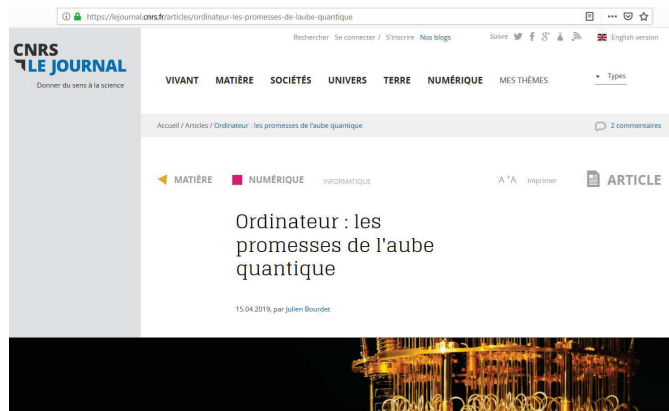 https://lejournal.cnrs.fr/articles/ordinateur-les-promesses-de-laube-quantique
Rechercher Se connecter / S'inscrire Nos blogs Suivre English version
CNRS
LE JOURNAL
Donner du sens à la science
VIVANT MATIÈRE SOCIÉTÉS UNIVERS TERRE NUMÉRIQUE MES THÈMES Types
Accueil / Articles / Ordinateur : les promesses de l'aube quantique 2 commentaires
MATIÈRE NUMÉRIQUE INFORMATIQUE A+A Imprimer ARTICLE
Ordinateur : les
promesses de l'aube
quantique
15.04.2019, par Julien Bourdet